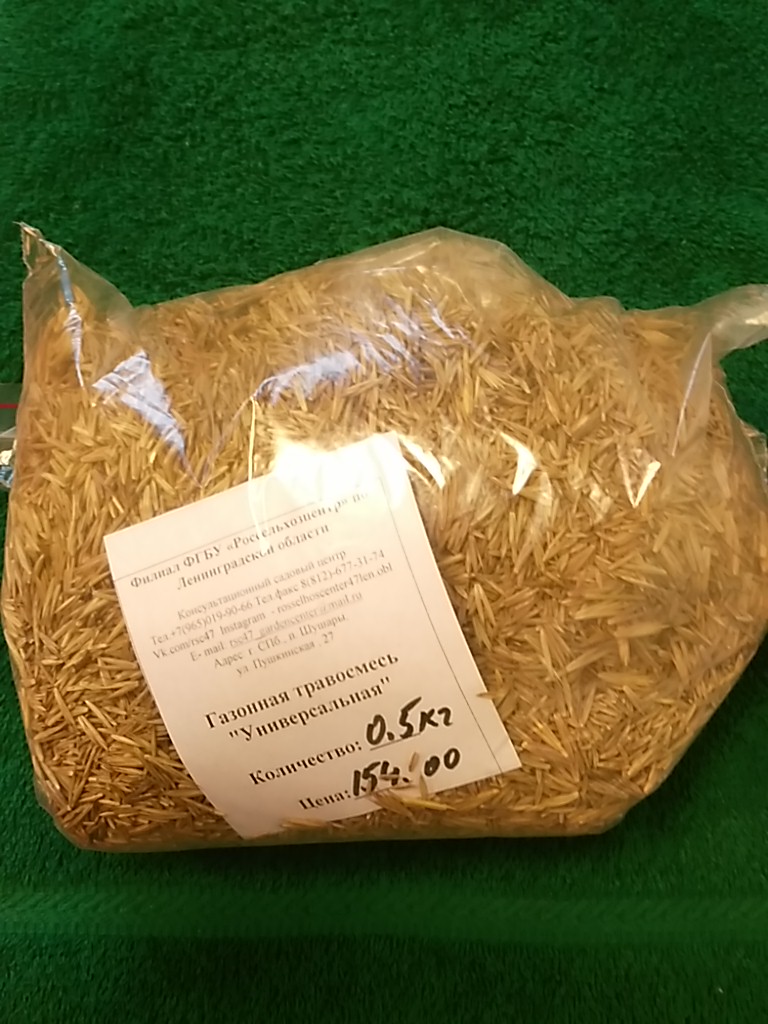 Филиал ФГБУ «Россельхозцентр» по
Ленинградской области
Консультационный садовый центр
Тел +7(965)019-90-66 Тел факс 8(812)-677-31-74
Vk.com/rsc47 Instagram - rosselhoscenter47len.obl
E- mail: rsc47_gardencenter@mail.ru
Адрес г. СПб , п. Шушары,
ул Пушкинская 27
Газонная травосмесь
"Универсальная"
Количество: 0.5кг
Цена: 154.00